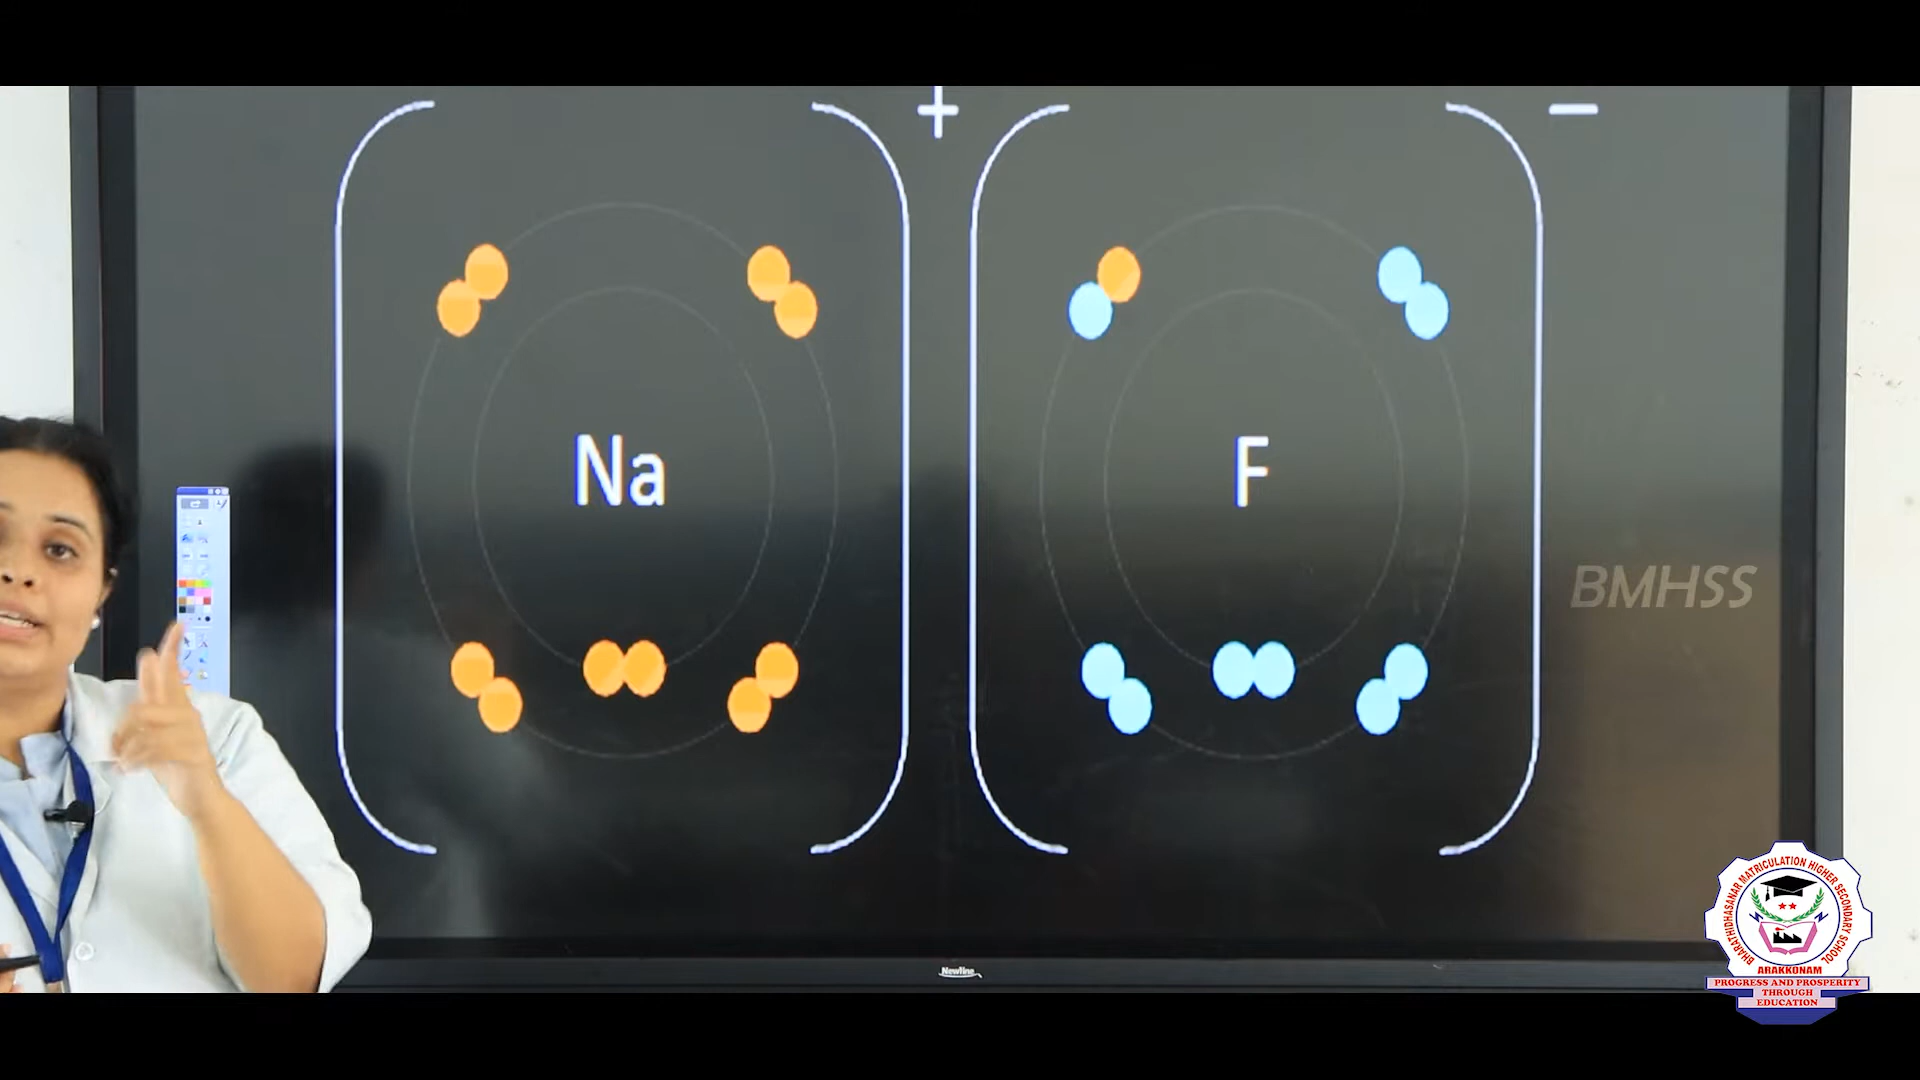 +
−
Na
F
BMHSS
Newline
BHARATHIDHASANAR MATRICULATION HIGHER SECONDARY SCHOOL
ARAKKONAM
PROGRESS AND PROSPERITY
THROUGH
EDUCATION